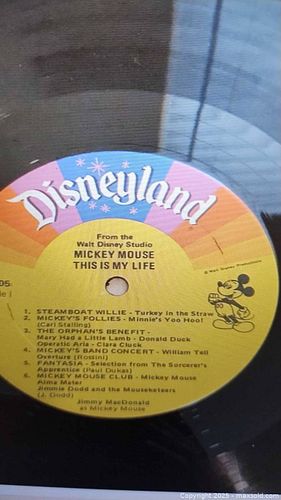 Disneyland
From the
Walt Disney Studio
MICKEY MOUSE
THIS IS MY LIFE
© Walt Disney Productions
05
1. STEAMBOAT WILLIE - Turkey in the Straw
2. MICKEY'S FOLLIES - Minnie's Yoo Hoo!
(Carl Stalling)
3. THE ORPHAN'S BENEFIT -
Mary Had a Little Lamb - Donald Duck
Operatic Aria - Clara Cluck
4. MICKEY'S BAND CONCERT - William Tell
Overture (Rossini)
5. FANTASIA - Selection from The Sorcerer's
Apprentice (Paul Dukas)
6. MICKEY MOUSE CLUB - Mickey Mouse
Alma Mater
Jimmie Dodd and the Mouseketeers
(J. Dodd)
Jimmy MacDonald
as Mickey Mouse
Copyright 2025 - maxsold.com